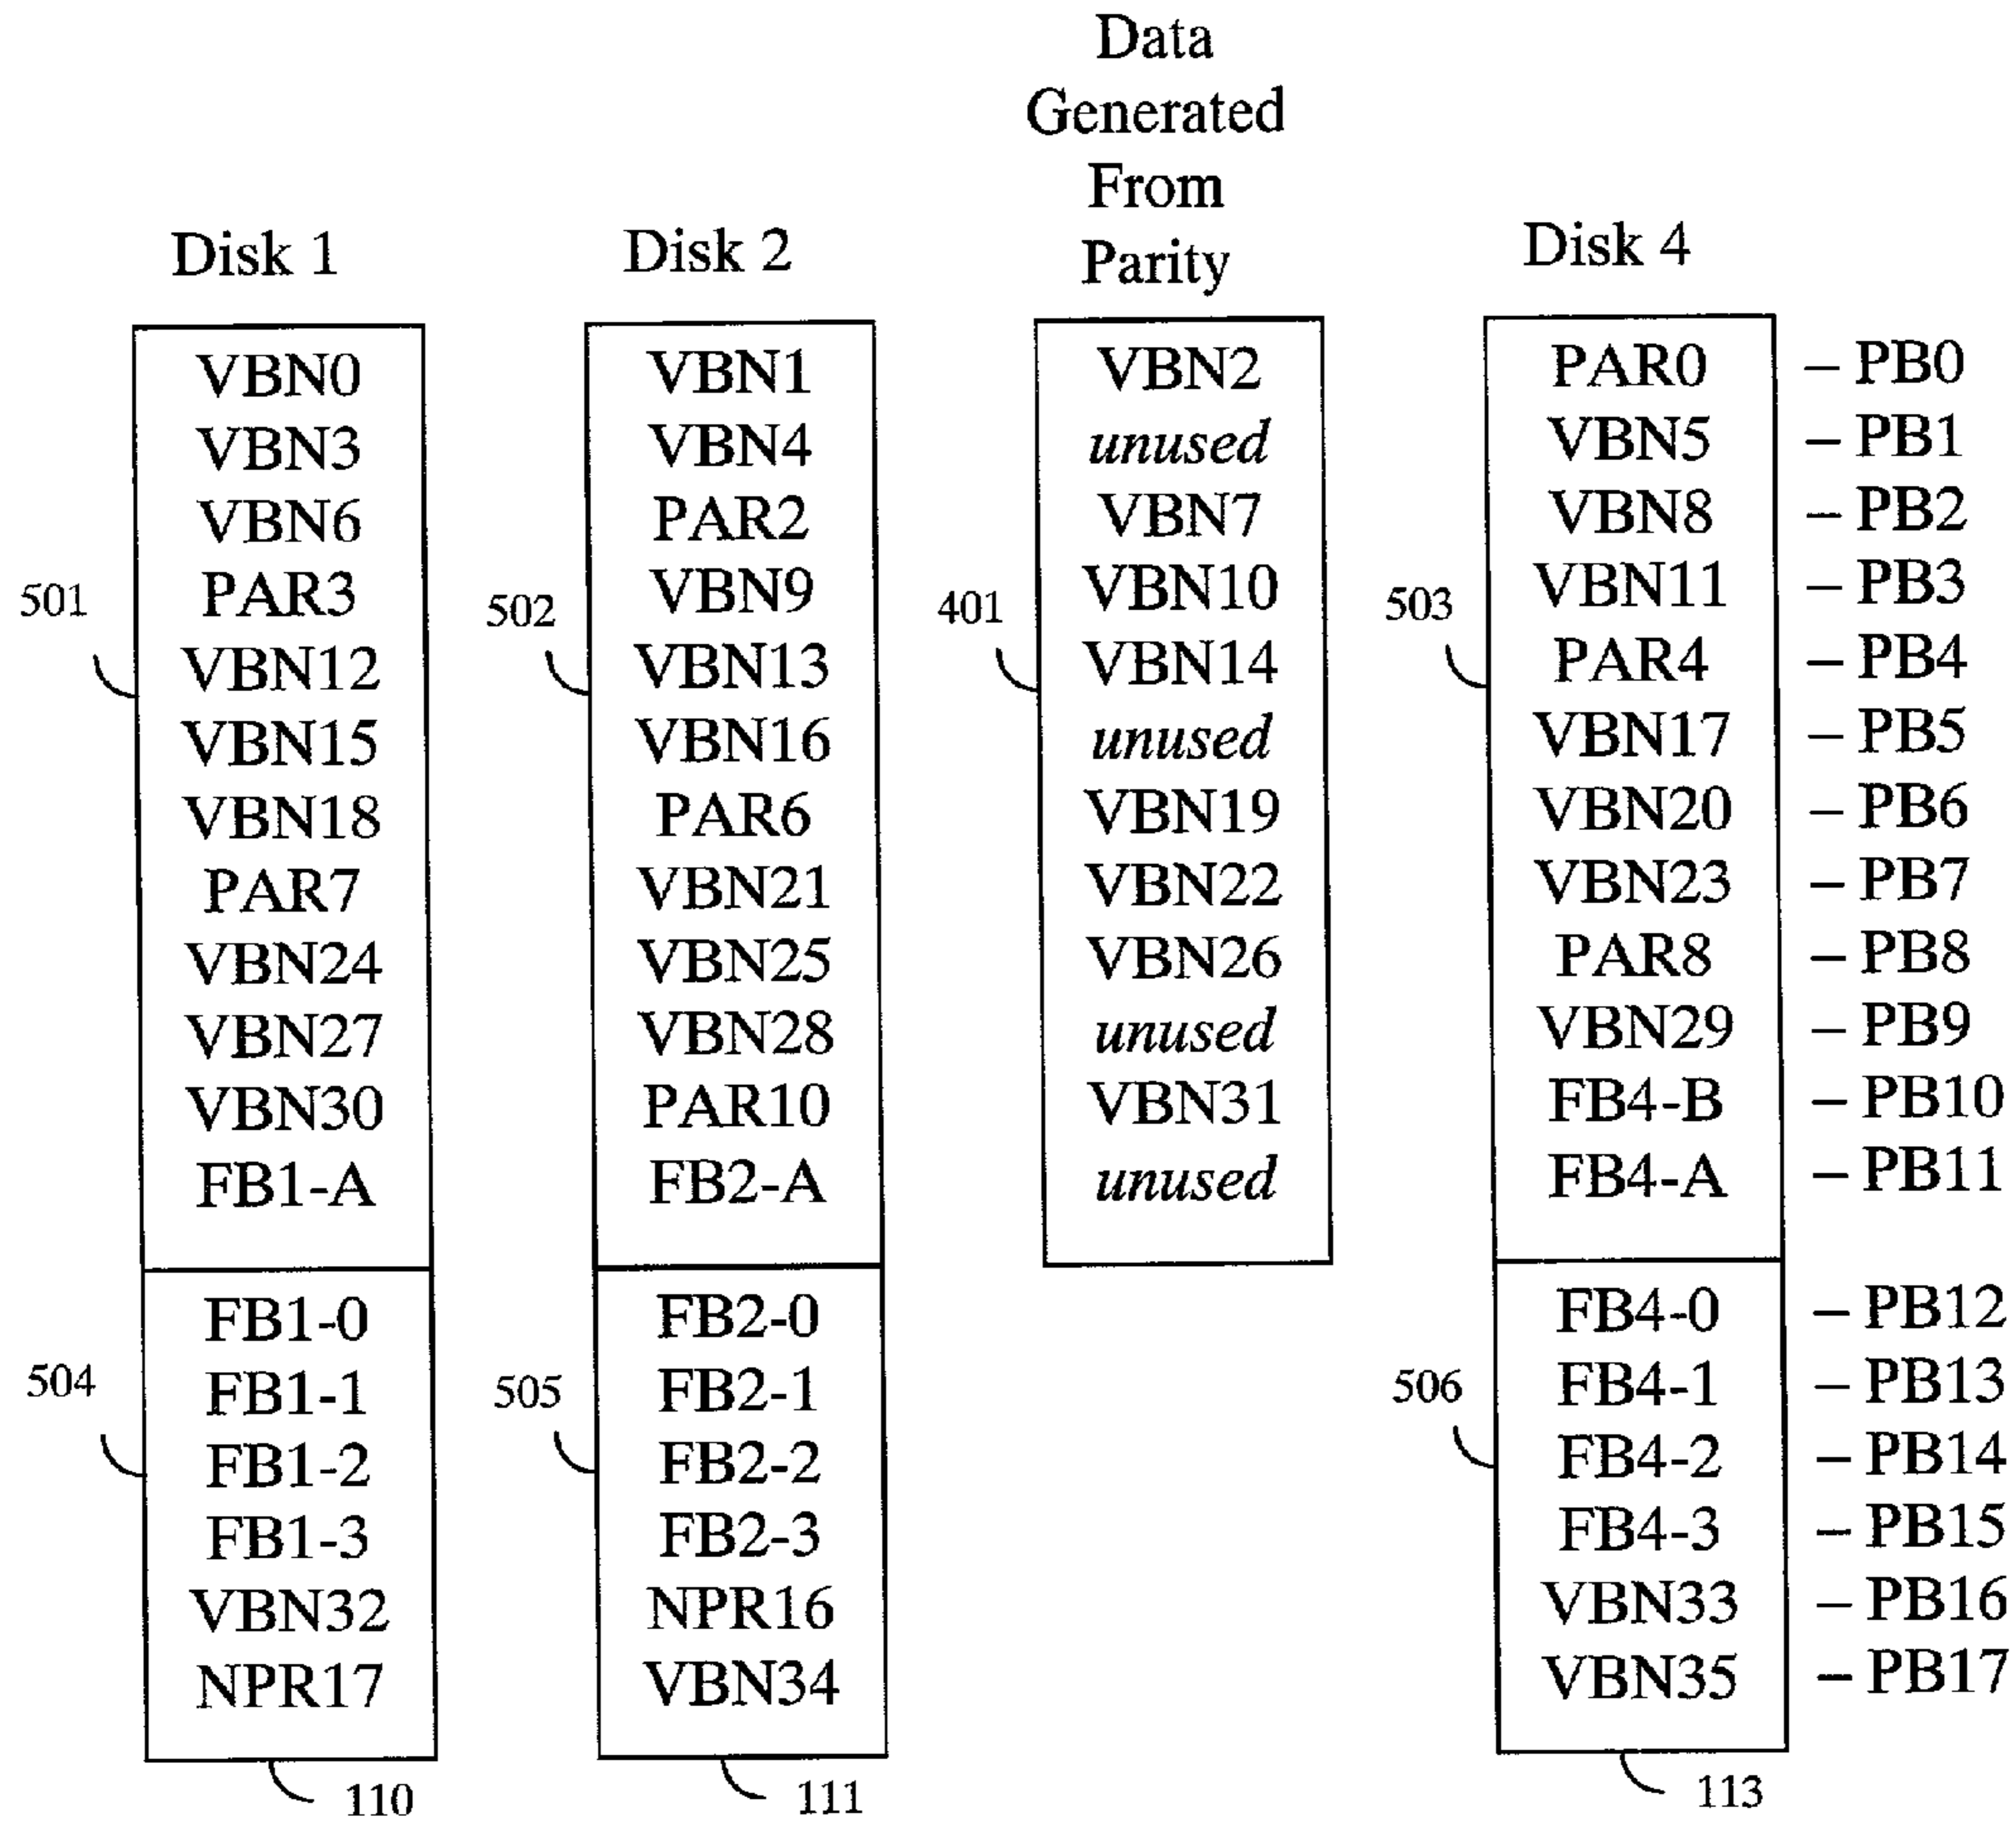 Data
Generated
From
Parity
Disk 1
Disk 2
Disk 4
VBN0 VBN1 VBN2 PAR0 – PB0
VBN3 VBN4 unused VBN5 – PB1
VBN6 PAR2 VBN7 VBN8 – PB2
PAR3 VBN9 VBN10 VBN11 – PB3
501 502 401 503
VBN12 VBN13 VBN14 PAR4 – PB4
VBN15 VBN16 unused VBN17 – PB5
VBN18 PAR6 VBN19 VBN20 – PB6
PAR7 VBN21 VBN22 VBN23 – PB7
VBN24 VBN25 VBN26 PAR8 – PB8
VBN27 VBN28 unused VBN29 – PB9
VBN30 PAR10 VBN31 FB4-B – PB10
FB1-A FB2-A unused FB4-A – PB11
FB1-0 FB2-0 FB4-0 – PB12
504 505 506
FB1-1 FB2-1 FB4-1 – PB13
FB1-2 FB2-2 FB4-2 – PB14
FB1-3 FB2-3 FB4-3 – PB15
VBN32 NPR16 VBN33 – PB16
NPR17 VBN34 VBN35 – PB17
110 111 113